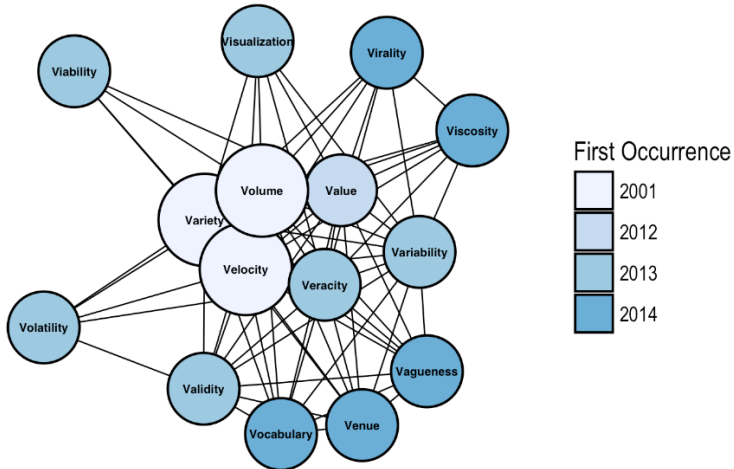 Visualization
Virality
Viability
Viscosity
Volume
Value
Variety
Variability
Velocity
Veracity
Volatility
Vagueness
Validity
Venue
Vocabulary
First Occurrence
2001
2012
2013
2014